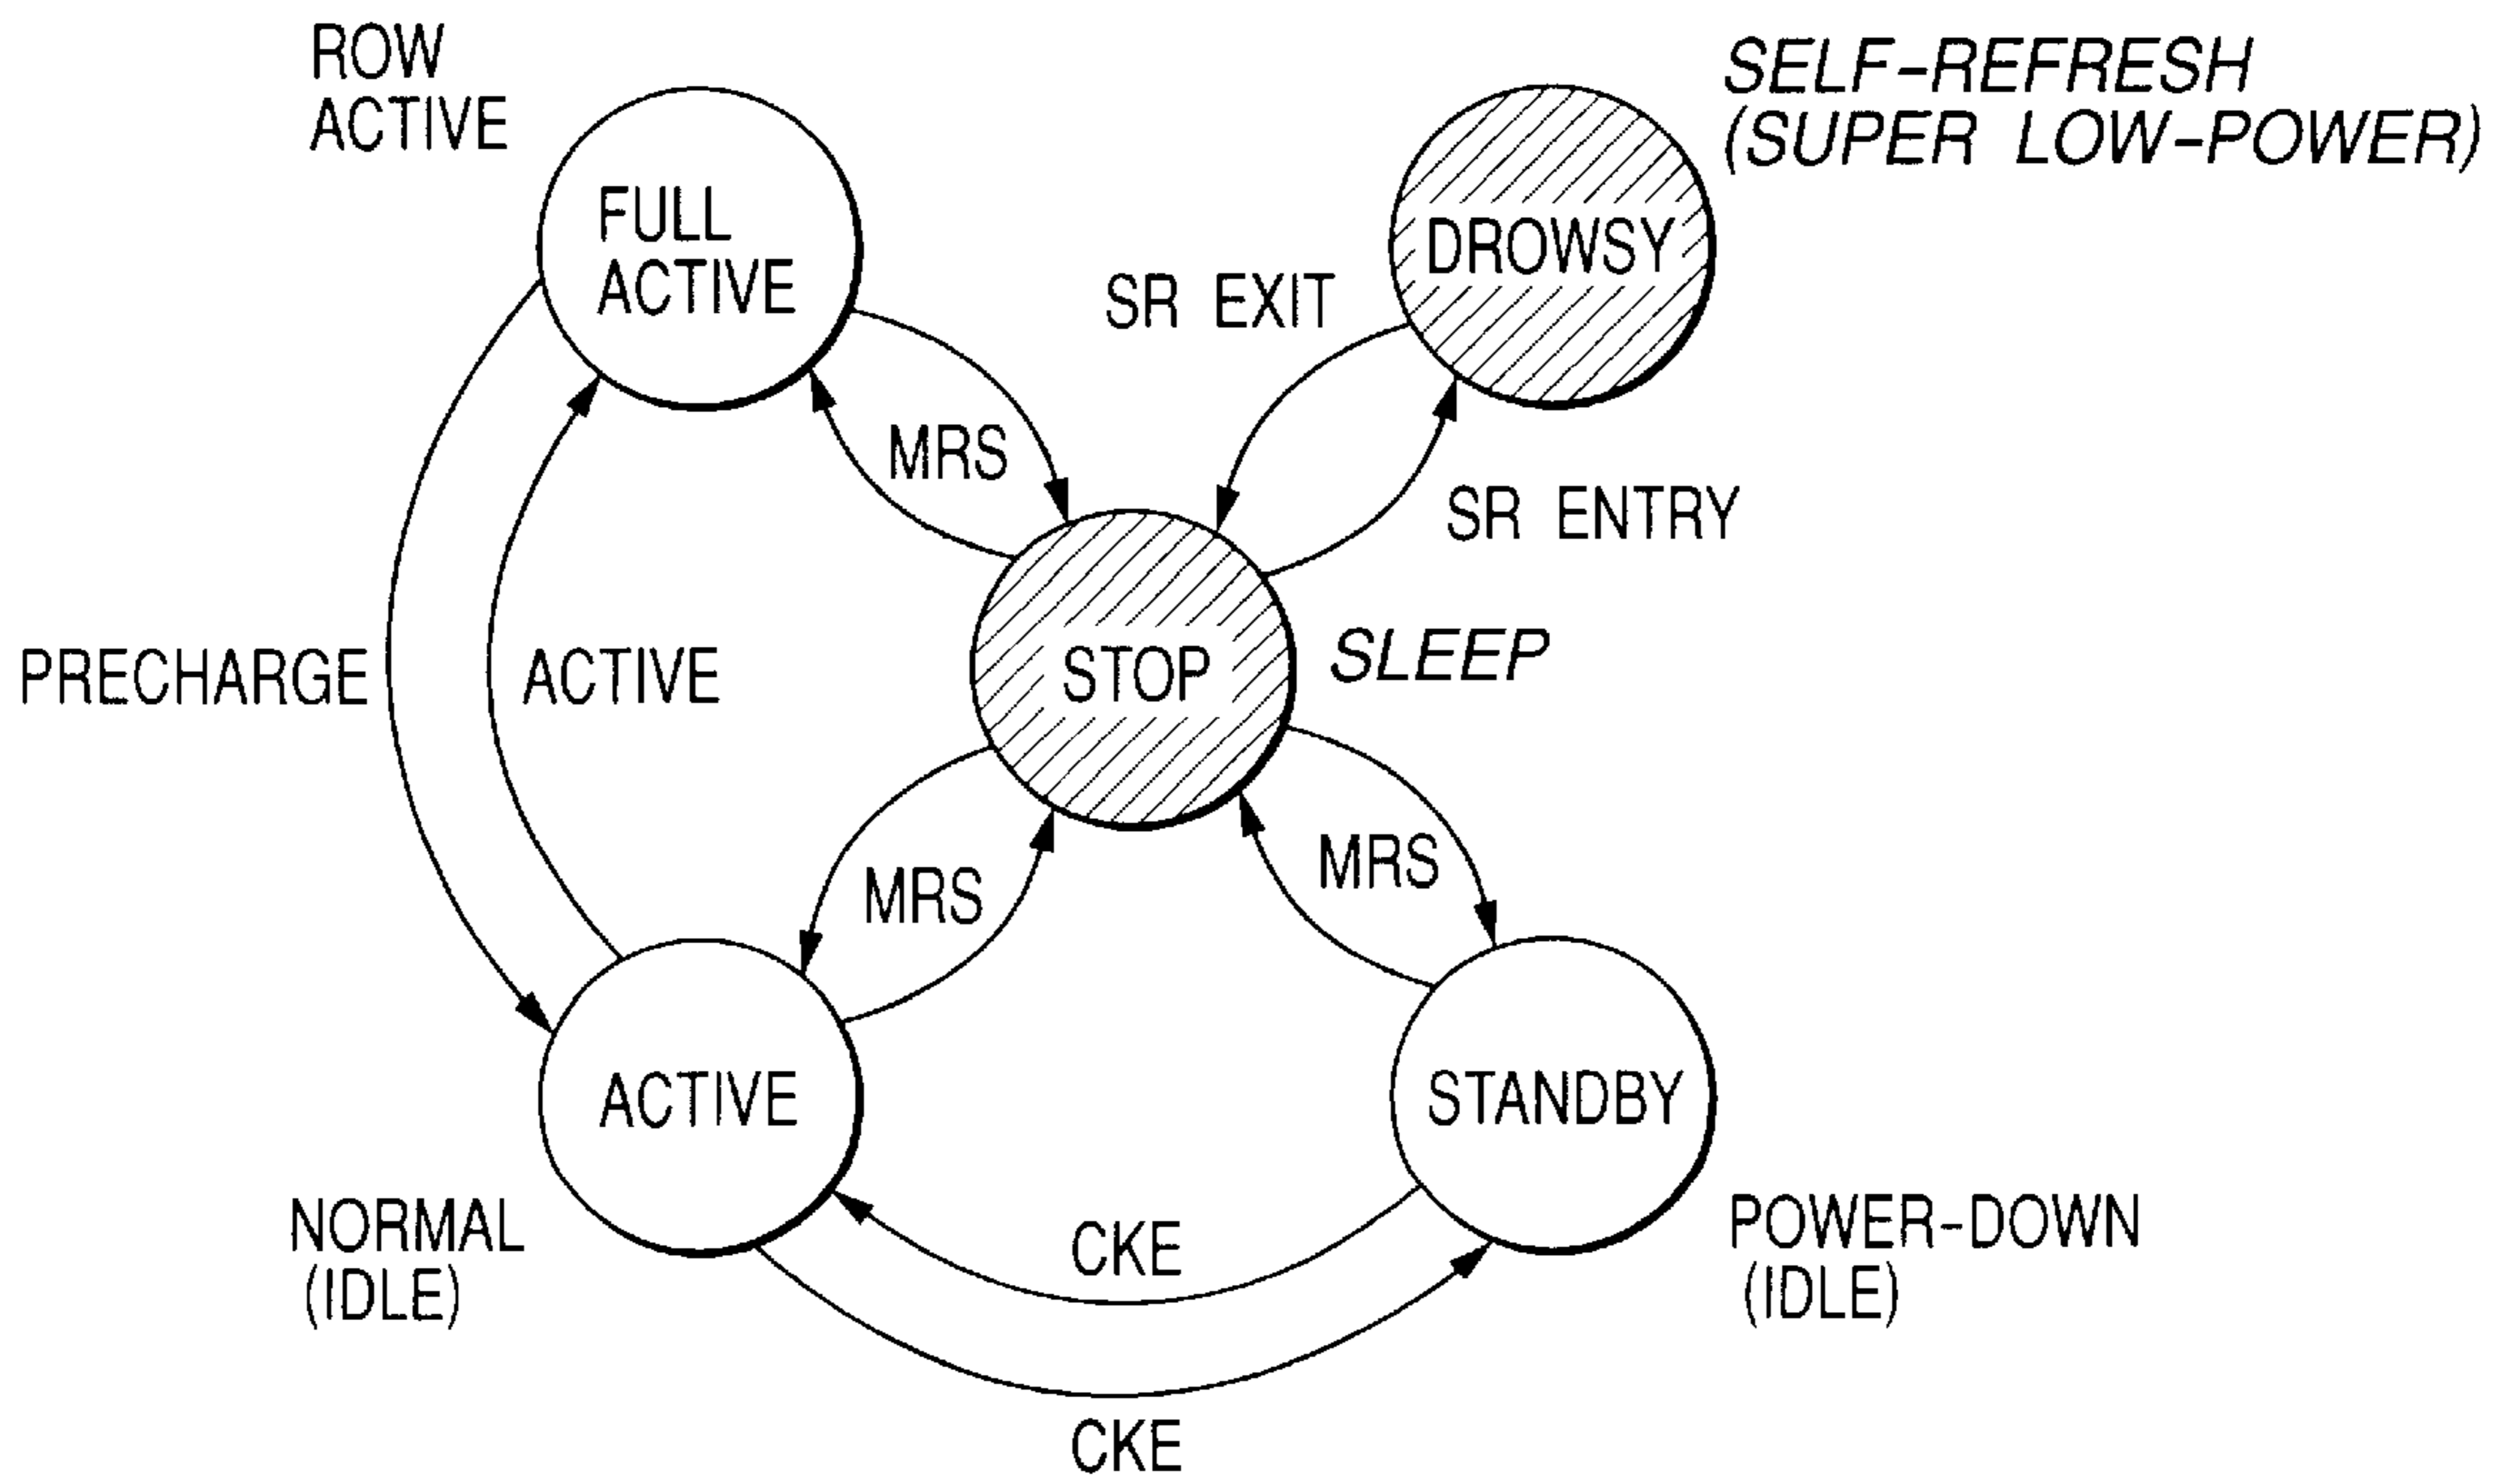 ROW
ACTIVE
SELF-REFRESH
(SUPER LOW-POWER)
FULL
ACTIVE
DROWSY
SR EXIT
MRS
SR ENTRY
PRECHARGE
ACTIVE
STOP
SLEEP
MRS
MRS
ACTIVE
STANDBY
NORMAL
(IDLE)
CKE
POWER-DOWN
(IDLE)
CKE